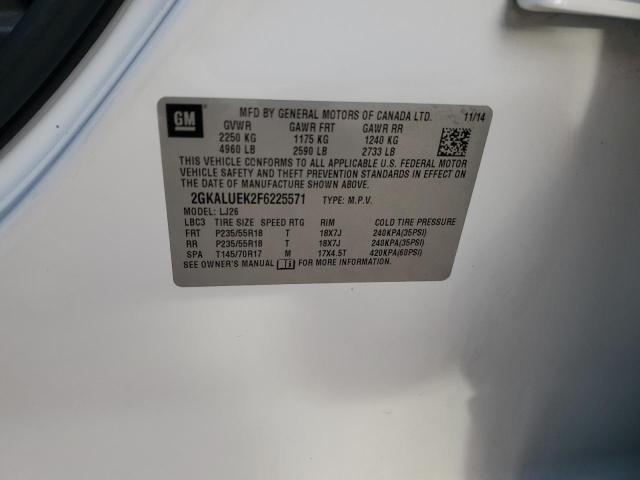 GM
MFD BY GENERAL MOTORS OF CANADA LTD. 11/14
GVWR GAWR FRT GAWR RR
2250 KG 1175 KG 1240 KG
4960 LB 2590 LB 2733 LB
THIS VEHICLE CONFORMS TO ALL APPLICABLE U.S. FEDERAL MOTOR
VEHICLE SAFETY AND THEFT PREVENTION STANDARDS IN EFFECT ON
THE DATE OF MANUFACTURE SHOWN ABOVE.
2GKALUEK2F6225571 TYPE: M.P.V.
MODEL: LJ26
LBC3 TIRE SIZE SPEED RTG RIM COLD TIRE PRESSURE
FRT P235/55R18 T 18X7J 240KPA(35PSI)
RR P235/55R18 T 18X7J 240KPA(35PSI)
SPA T145/70R17 M 17X4.5T 420KPA(60PSI)
SEE OWNER'S MANUAL FOR MORE INFORMATION.